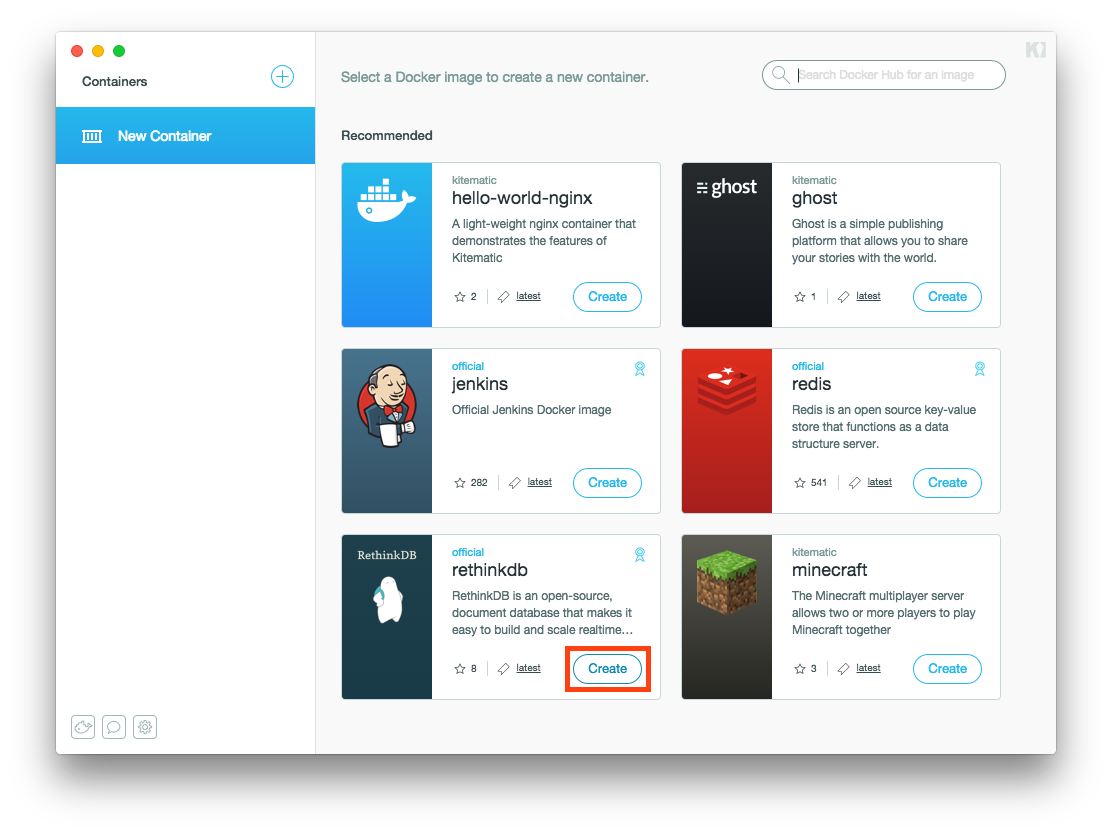 Containers
New Container
Select a Docker image to create a new container.
Search Docker Hub for an image
Recommended
kitematic
hello-world-nginx
A light-weight nginx container that
demonstrates the features of
Kitematic
2
latest
Create
ghost
kitematic
ghost
Ghost is a simple publishing
platform that allows you to share
your stories with the world.
1
latest
Create
official
jenkins
Official Jenkins Docker image
282
latest
Create
official
redis
Redis is an open source key-value
store that functions as a data
structure server.
541
latest
Create
RethinkDB
official
rethinkdb
RethinkDB is an open-source,
document database that makes it
easy to build and scale realtime…
8
latest
Create
kitematic
minecraft
The Minecraft multiplayer server
allows two or more players to play
Minecraft together
3
latest
Create